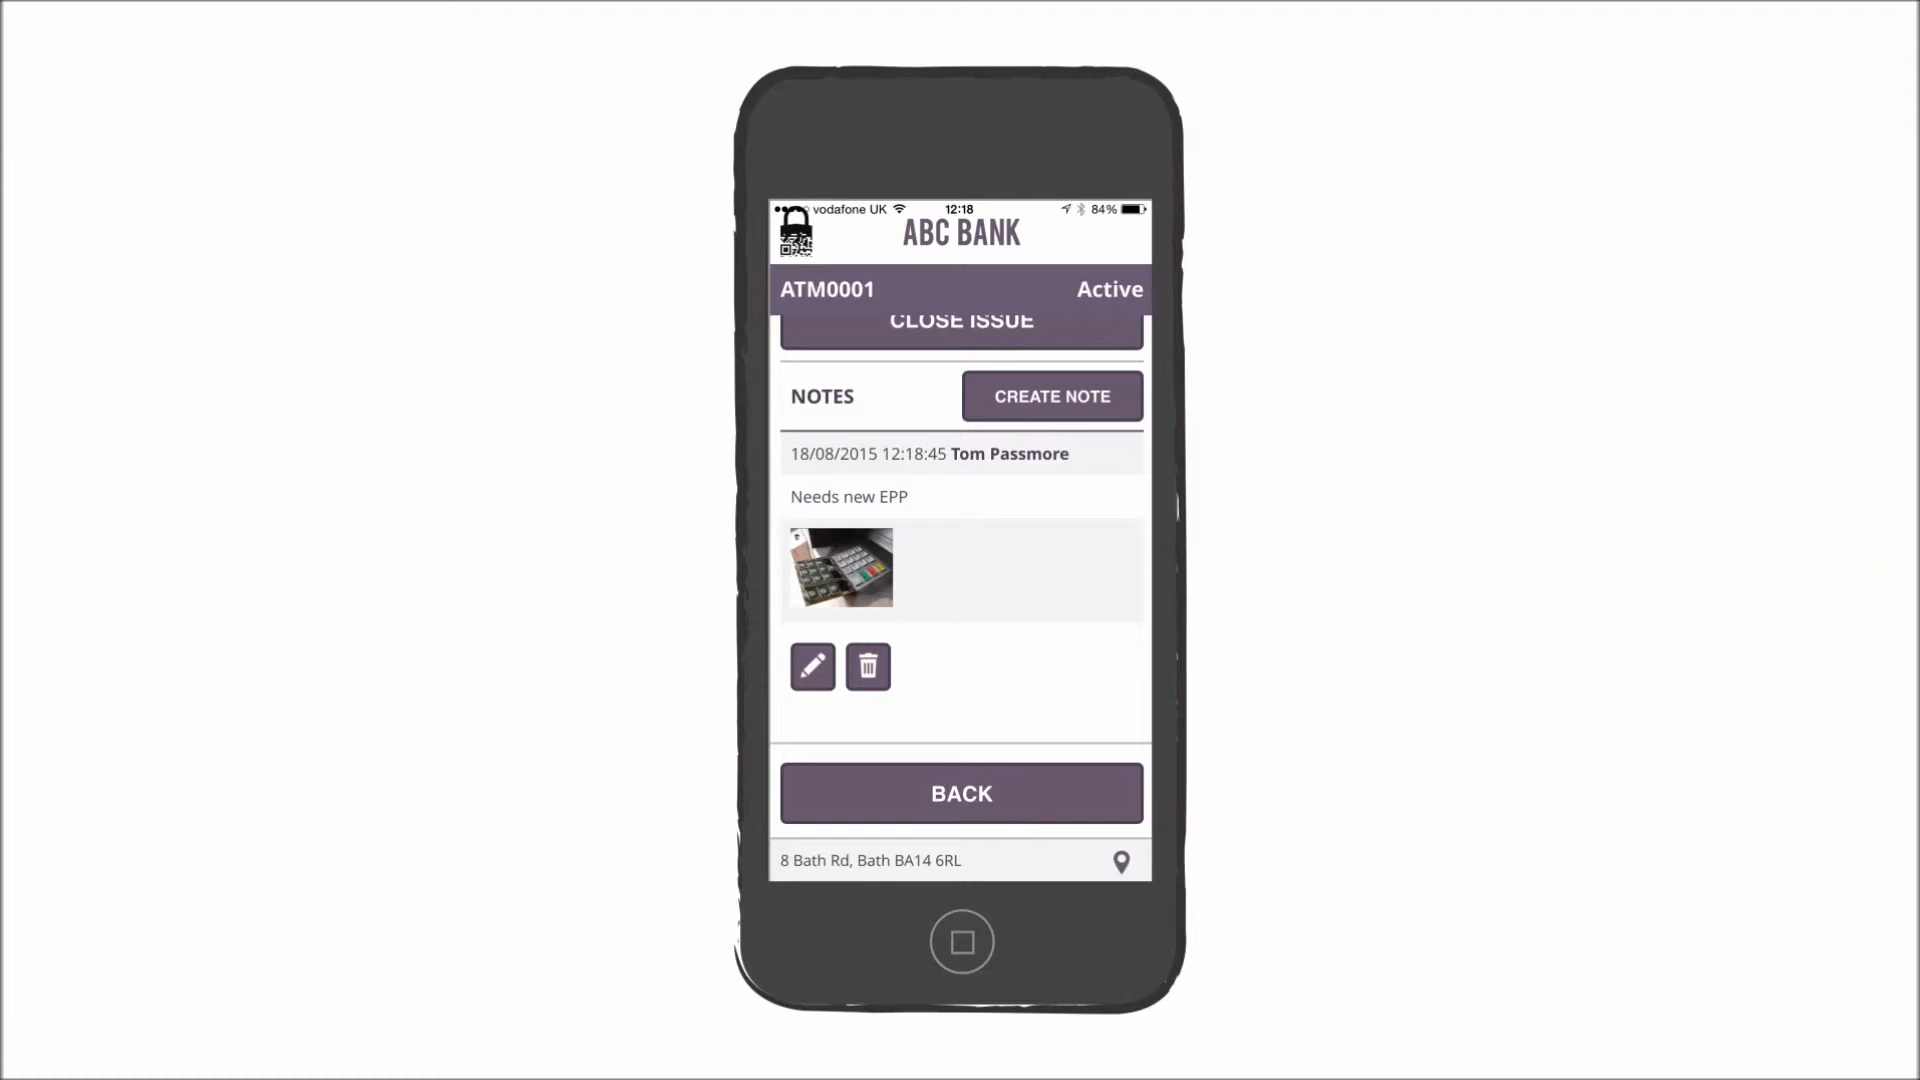 vodafone UK 12:18 84%
ABC BANK
ATM0001 Active
CLOSE ISSUE
NOTES CREATE NOTE
18/08/2015 12:18:45 Tom Passmore
Needs new EPP
BACK
8 Bath Rd, Bath BA14 6RL